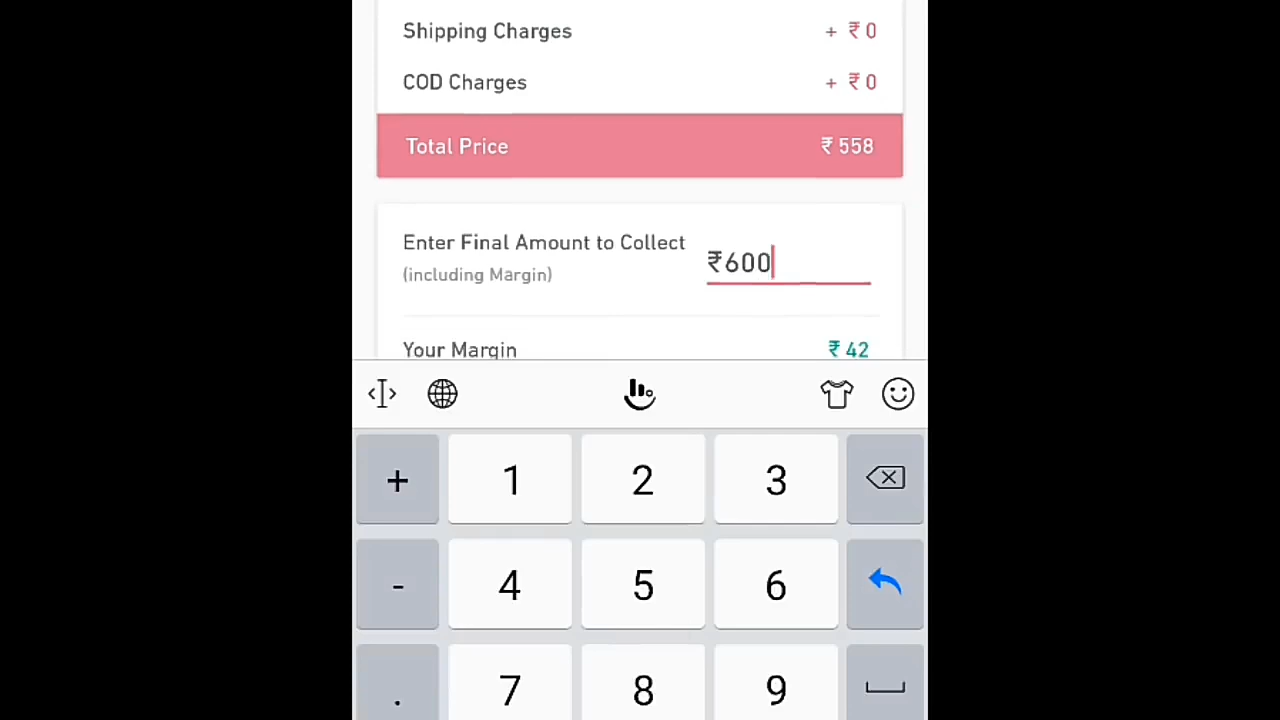 Shipping Charges + ₹ 0
COD Charges + ₹ 0
Total Price ₹ 558
Enter Final Amount to Collect
₹600
(including Margin)
Your Margin ₹ 42
+ 1 2 3
- 4 5 6
. 7 8 9